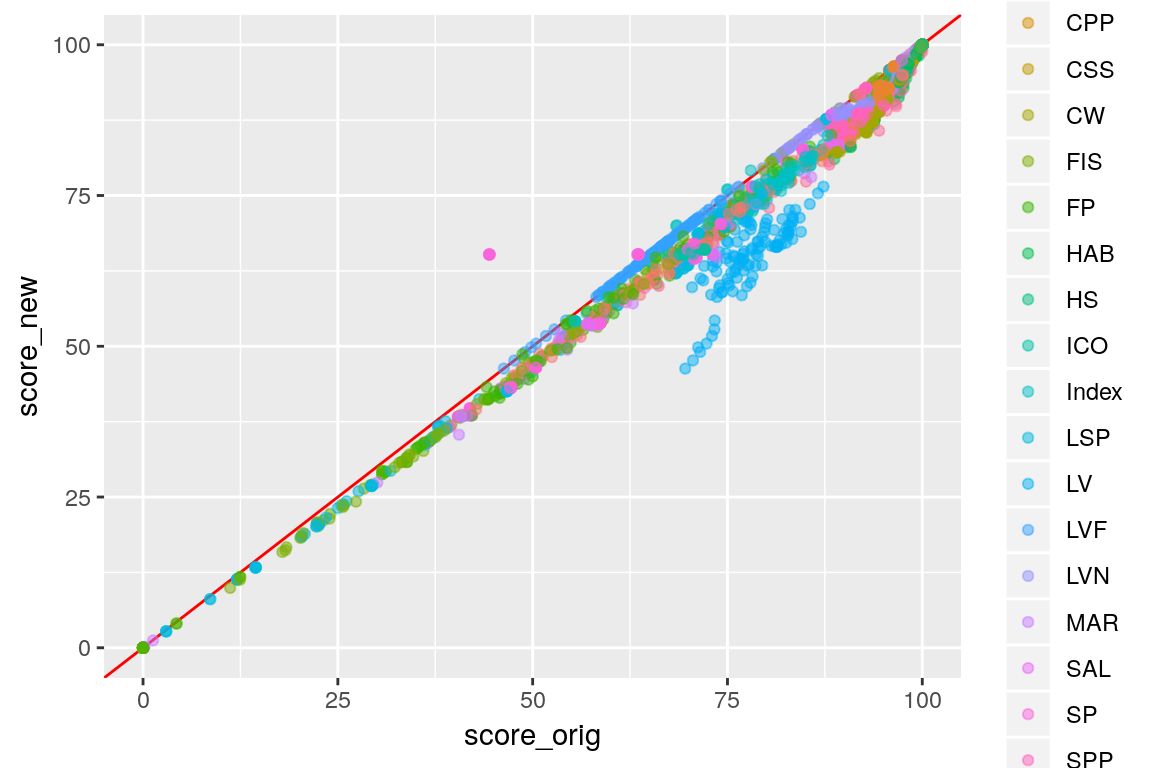 100
75
50
25
0
score_new
0 25 50 75 100
score_orig
CPP
CSS
CW
FIS
FP
HAB
HS
ICO
Index
LSP
LV
LVF
LVN
MAR
SAL
SP
SPP